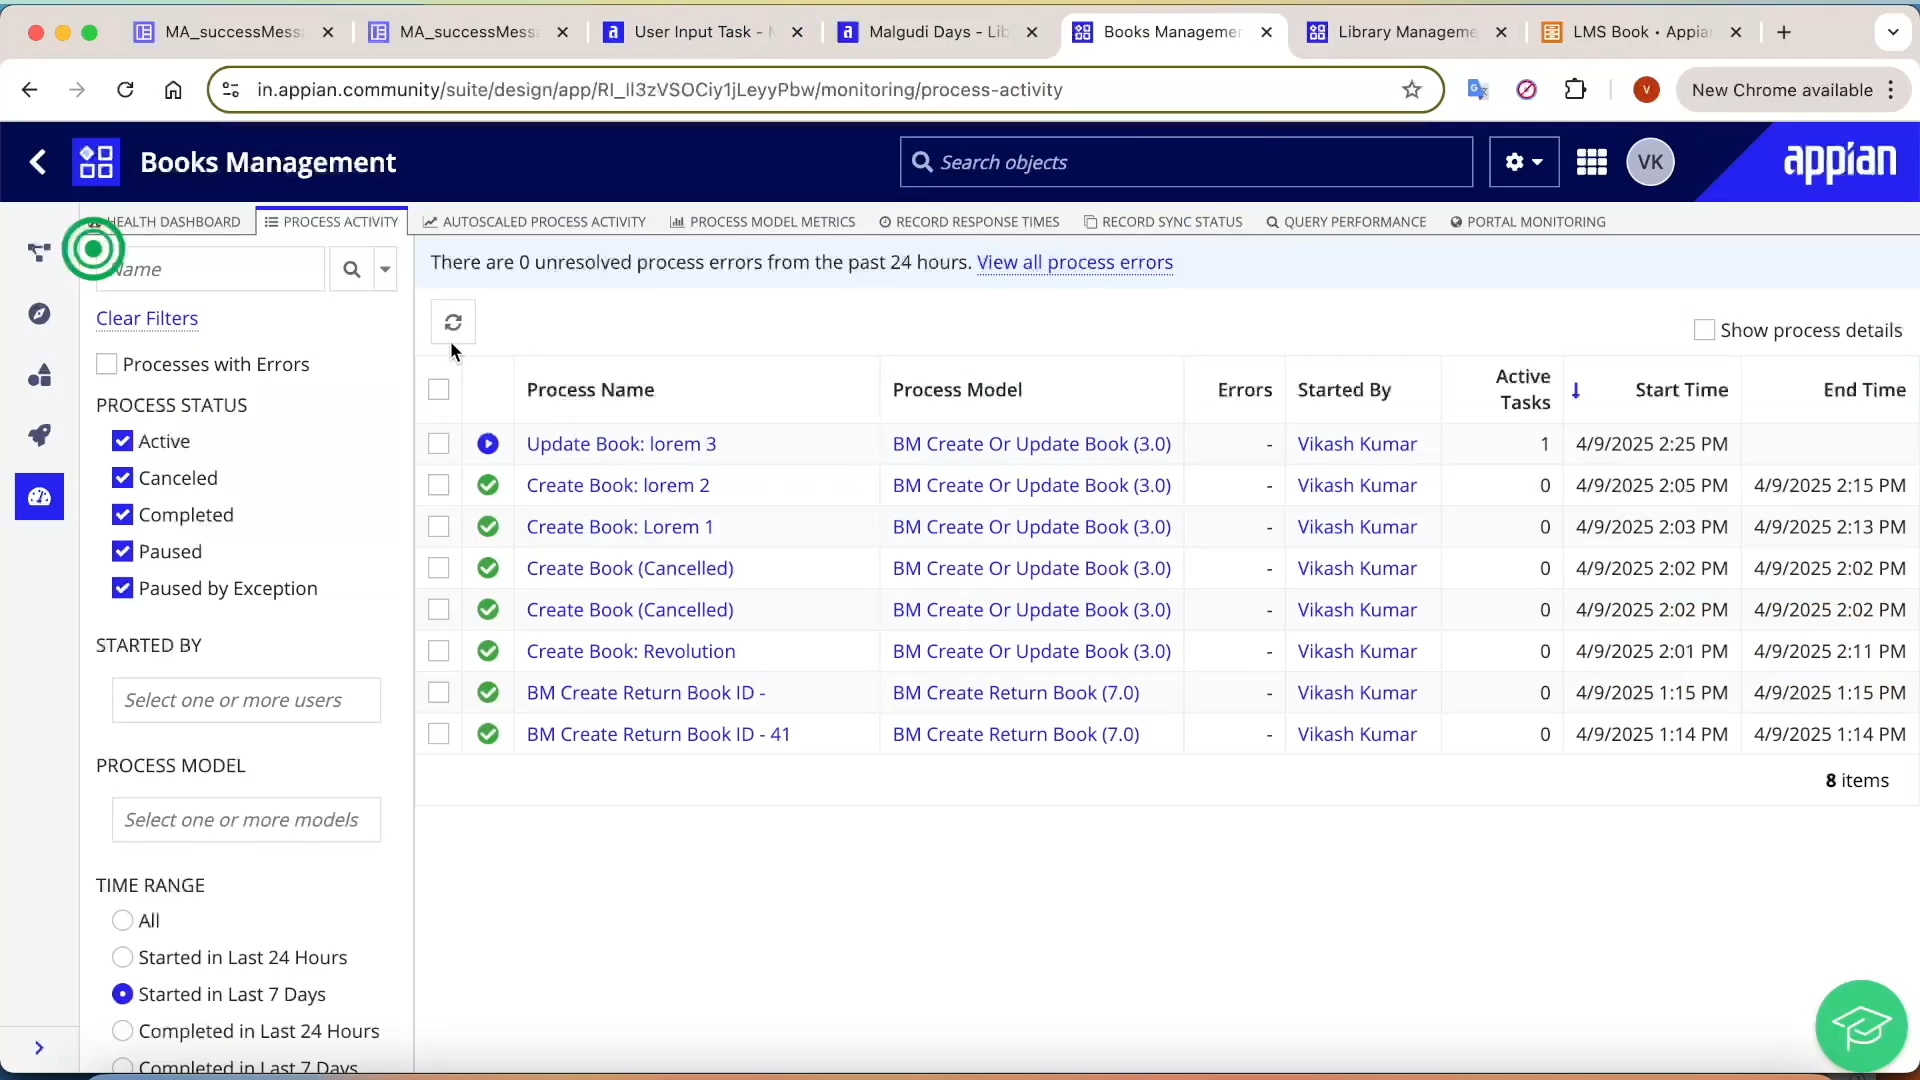 MA_successMess
MA_successMess
User Input Task -
Malgudi Days - Lib
Books Managemen
Library Manageme
LMS Book • Appia
in.appian.community/suite/design/app/RI_lI3zVSOCiy1jLeyyPbw/monitoring/process-activity
V
New Chrome available
Books Management
Search objects
VK
appian
HEALTH DASHBOARD
PROCESS ACTIVITY
AUTOSCALED PROCESS ACTIVITY
PROCESS MODEL METRICS
RECORD RESPONSE TIMES
RECORD SYNC STATUS
QUERY PERFORMANCE
PORTAL MONITORING
Name
Clear Filters
Processes with Errors
PROCESS STATUS
Active
Canceled
Completed
Paused
Paused by Exception
STARTED BY
Select one or more users
PROCESS MODEL
Select one or more models
TIME RANGE
All
Started in Last 24 Hours
Started in Last 7 Days
Completed in Last 24 Hours
Completed in Last 7 Days
There are 0 unresolved process errors from the past 24 hours. View all process errors
Show process details
Process Name Process Model Errors Started By Active Tasks Start Time End Time
Update Book: lorem 3 BM Create Or Update Book (3.0) - Vikash Kumar 1 4/9/2025 2:25 PM
Create Book: lorem 2 BM Create Or Update Book (3.0) - Vikash Kumar 0 4/9/2025 2:05 PM 4/9/2025 2:15 PM
Create Book: Lorem 1 BM Create Or Update Book (3.0) - Vikash Kumar 0 4/9/2025 2:03 PM 4/9/2025 2:13 PM
Create Book (Cancelled) BM Create Or Update Book (3.0) - Vikash Kumar 0 4/9/2025 2:02 PM 4/9/2025 2:02 PM
Create Book (Cancelled) BM Create Or Update Book (3.0) - Vikash Kumar 0 4/9/2025 2:02 PM 4/9/2025 2:02 PM
Create Book: Revolution BM Create Or Update Book (3.0) - Vikash Kumar 0 4/9/2025 2:01 PM 4/9/2025 2:11 PM
BM Create Return Book ID - BM Create Return Book (7.0) - Vikash Kumar 0 4/9/2025 1:15 PM 4/9/2025 1:15 PM
BM Create Return Book ID - 41 BM Create Return Book (7.0) - Vikash Kumar 0 4/9/2025 1:14 PM 4/9/2025 1:14 PM
8 items